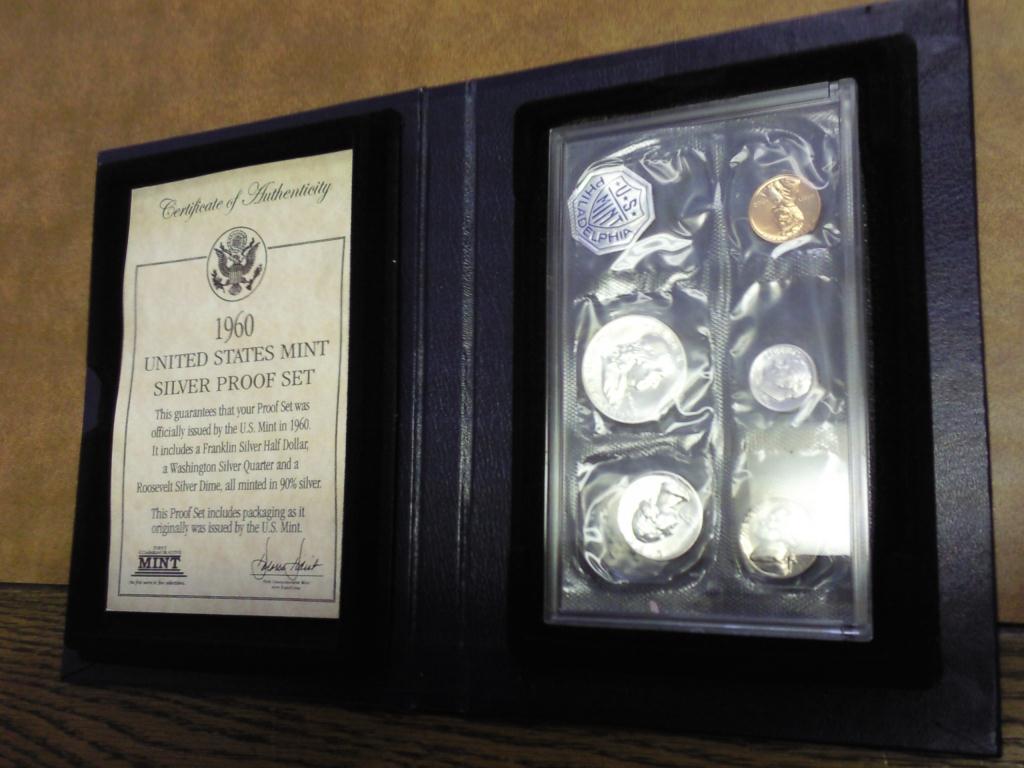 Certificate of Authenticity
1960
UNITED STATES MINT
SILVER PROOF SET
This guarantees that your Proof Set was
officially issued by the U.S. Mint in 1960.
It includes a Franklin Silver Half Dollar,
a Washington Silver Quarter and a
Roosevelt Silver Dime, all minted in 90% silver.
This Proof Set includes packaging as it
originally was issued by the U.S. Mint.
MINT
U.S.
MINT
PHILADELPHIA